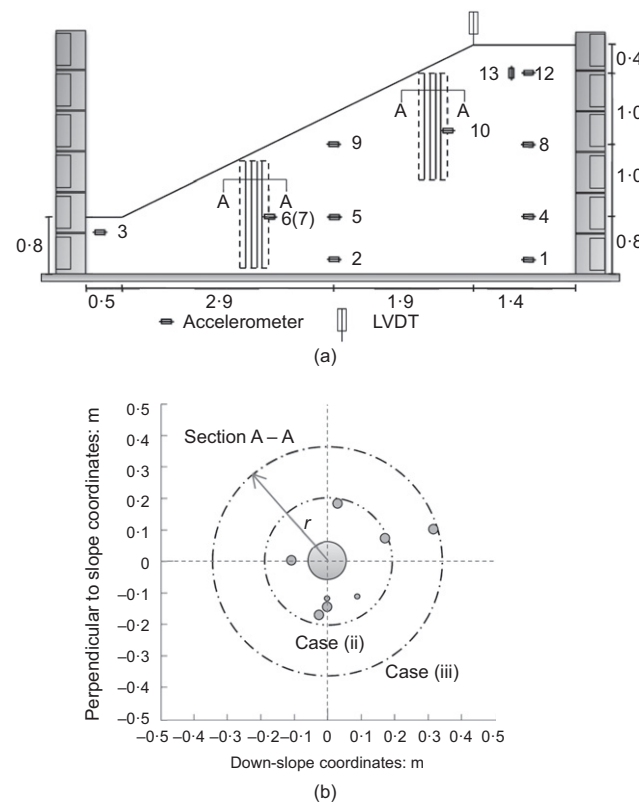 0·4
13
12
A
A
1·0
10
9
8
A
A
1·0
6(7)
5
4
0·8
3
0·8
2
1
0·5
2·9
1·9
1·4
Accelerometer
LVDT
(a)
Perpendicular to slope coordinates: m
0·5
0·4
0·3
0·2
0·1
0
–0·1
–0·2
–0·3
–0·4
–0·5
Section A – A
r
Case (ii)
Case (iii)
–0·5 –0·4 –0·3 –0·2 –0·1 0 0·1 0·2 0·3 0·4 0·5
Down-slope coordinates: m
(b)